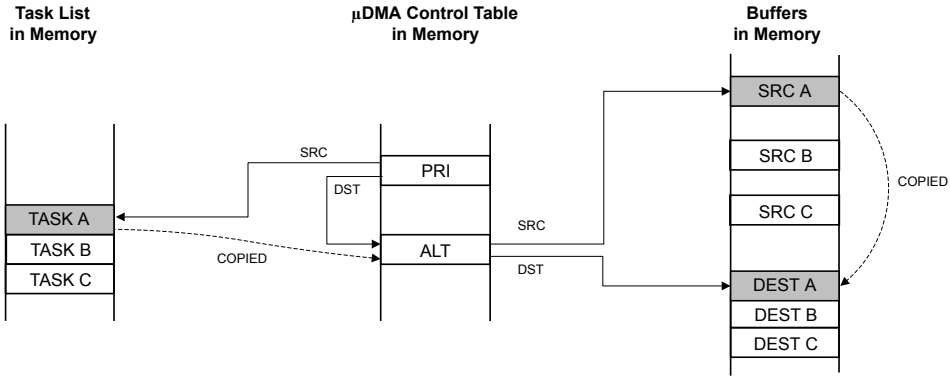 Task List
in Memory
µDMA Control Table
in Memory
Buffers
in Memory
SRC A
SRC
PRI
SRC B
DST
COPIED
SRC C
TASK A
SRC
TASK B
ALT
COPIED
DST
TASK C
DEST A
DEST B
DEST C